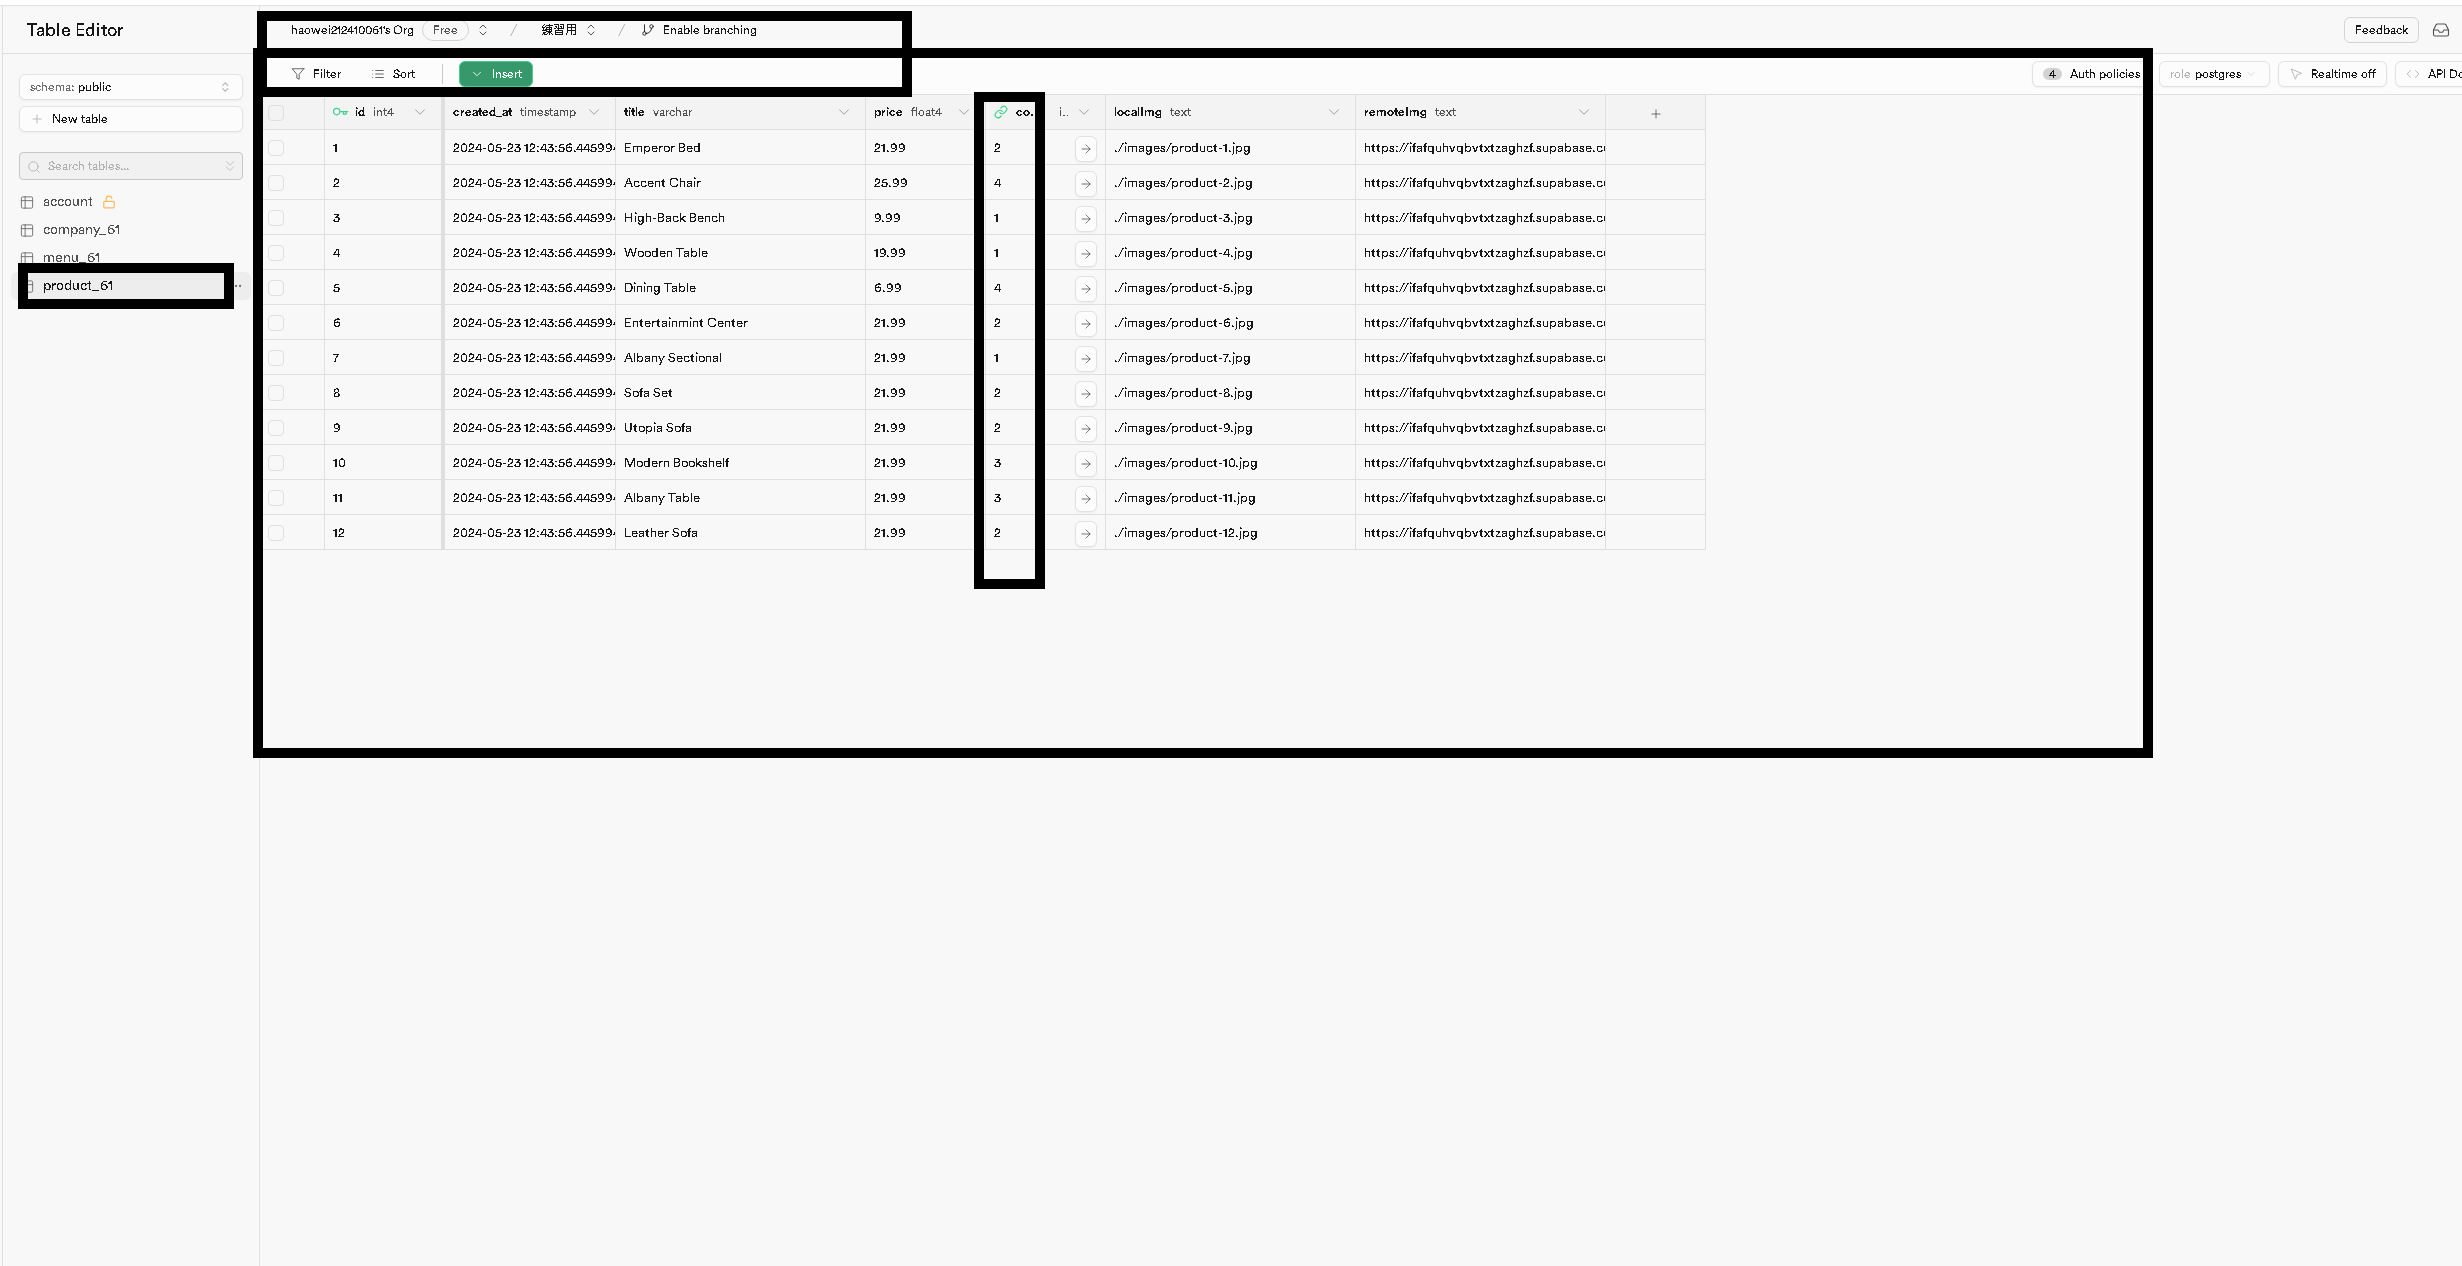 Table Editor
haowei212410061's Org Free / 練習用 / Enable branching
Feedback
schema: public
New table
Search tables...
account
company_61
menu_61
product_61
Filter Sort Insert
4 Auth policies role postgres Realtime off API
id int4 created_at timestamp title varchar price float4 co... i.. localImg text remoteImg text
1 2024-05-23 12:43:56.44599 Emperor Bed 21.99 2 ./images/product-1.jpg https://ifafquhvqbvtxtzaghzf.supabase.c
2 2024-05-23 12:43:56.44599 Accent Chair 25.99 4 ./images/product-2.jpg https://ifafquhvqbvtxtzaghzf.supabase.c
3 2024-05-23 12:43:56.44599 High-Back Bench 9.99 1 ./images/product-3.jpg https://ifafquhvqbvtxtzaghzf.supabase.c
4 2024-05-23 12:43:56.44599 Wooden Table 19.99 1 ./images/product-4.jpg https://ifafquhvqbvtxtzaghzf.supabase.c
5 2024-05-23 12:43:56.44599 Dining Table 6.99 4 ./images/product-5.jpg https://ifafquhvqbvtxtzaghzf.supabase.c
6 2024-05-23 12:43:56.44599 Entertainmint Center 21.99 2 ./images/product-6.jpg https://ifafquhvqbvtxtzaghzf.supabase.c
7 2024-05-23 12:43:56.44599 Albany Sectional 21.99 1 ./images/product-7.jpg https://ifafquhvqbvtxtzaghzf.supabase.c
8 2024-05-23 12:43:56.44599 Sofa Set 21.99 2 ./images/product-8.jpg https://ifafquhvqbvtxtzaghzf.supabase.c
9 2024-05-23 12:43:56.44599 Utopia Sofa 21.99 2 ./images/product-9.jpg https://ifafquhvqbvtxtzaghzf.supabase.c
10 2024-05-23 12:43:56.44599 Modern Bookshelf 21.99 3 ./images/product-10.jpg https://ifafquhvqbvtxtzaghzf.supabase.c
11 2024-05-23 12:43:56.44599 Albany Table 21.99 3 ./images/product-11.jpg https://ifafquhvqbvtxtzaghzf.supabase.c
12 2024-05-23 12:43:56.44599 Leather Sofa 21.99 2 ./images/product-12.jpg https://ifafquhvqbvtxtzaghzf.supabase.c